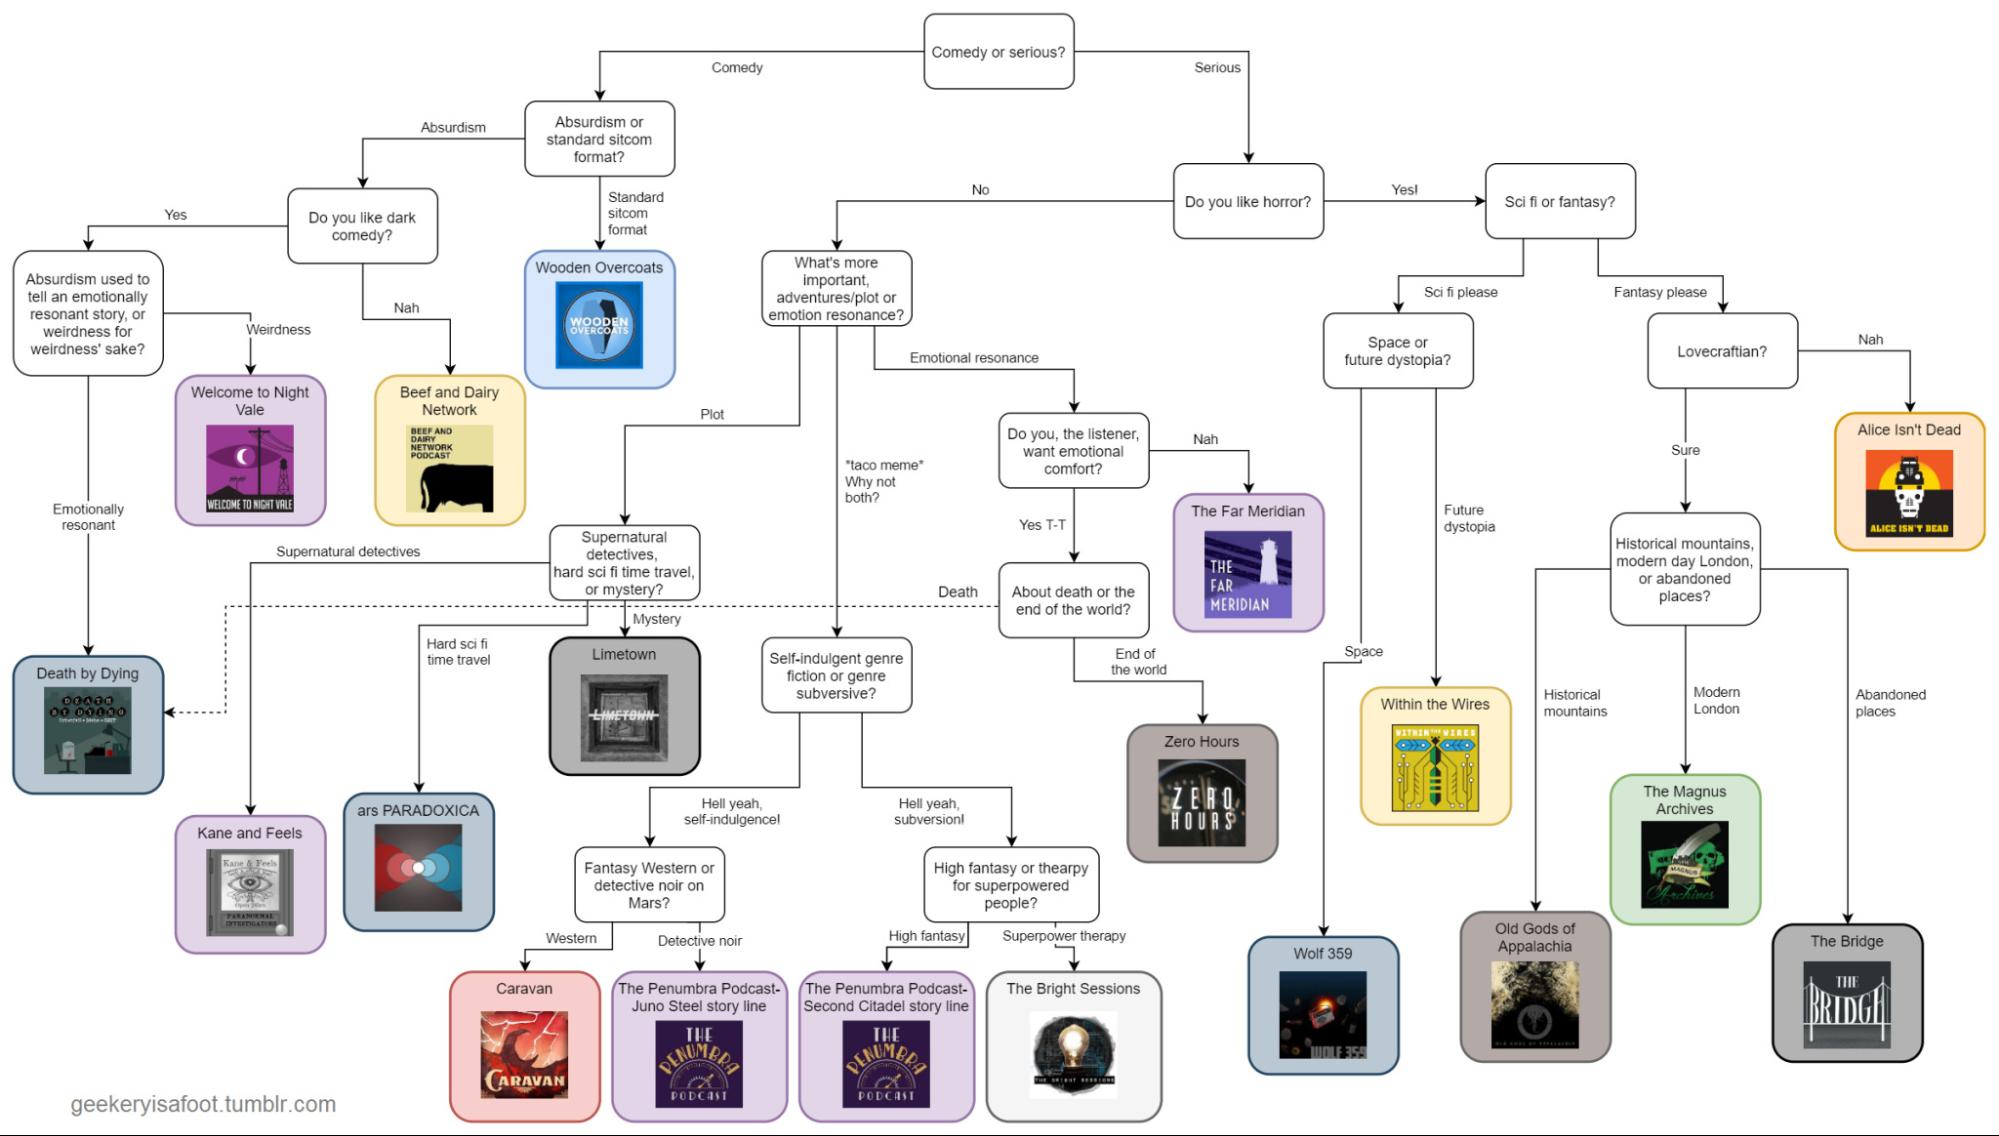 Comedy or serious?
Comedy
Serious
Absurdism or
standard sitcom
format?
Absurdism
Standard
sitcom
format
Do you like dark
comedy?
Yes
Nah
Absurdism used to
tell an emotionally
resonant story, or
weirdness for
weirdness' sake?
Weirdness
Emotionally
resonant
Wooden Overcoats
WOODEN
OVERCOATS
Welcome to Night
Vale
WELCOME TO NIGHT VALE
Beef and Dairy
Network
BEEF AND
DAIRY
NETWORK
PODCAST
Do you like horror?
No
Yes!
Sci fi or fantasy?
Sci fi please
Fantasy please
What's more
important,
adventures/plot or
emotion resonance?
Plot
*taco meme*
Why not
both?
Emotional resonance
Space or
future dystopia?
Space
Future
dystopia
Lovecraftian?
Nah
Sure
Alice Isn't Dead
ALICE ISN'T DEAD
Do you, the listener,
want emotional
comfort?
Nah
Yes T-T
The Far Meridian
THE
FAR
MERIDIAN
About death or the
end of the world?
Death
End of
the world
Historical mountains,
modern day London,
or abandoned
places?
Historical
mountains
Modern
London
Abandoned
places
Supernatural
detectives,
hard sci fi time travel,
or mystery?
Supernatural detectives
Hard sci fi
time travel
Mystery
Limetown
LIMETOWN
Death by Dying
DEATH
BY DYING
Self-indulgent genre
fiction or genre
subversive?
Hell yeah,
self-indulgence!
Hell yeah,
subversion!
Zero Hours
ZERO
HOURS
Within the Wires
WITHIN THE WIRES
The Magnus
Archives
MAGNUS
Archives
Kane and Feels
Kane & Feels
PARANORMAL
INVESTIGATORS
ars PARADOXICA
Fantasy Western or
detective noir on
Mars?
Western
Detective noir
High fantasy or thearpy
for superpowered
people?
High fantasy
Superpower therapy
Caravan
CARAVAN
The Penumbra Podcast-
Juno Steel story line
THE
PENUMBRA
PODCAST
The Penumbra Podcast-
Second Citadel story line
THE
PENUMBRA
PODCAST
The Bright Sessions
THE BRIGHT SESSIONS
Wolf 359
WOLF 359
Old Gods of
Appalachia
OLD GODS OF APPALACHIA
The Bridge
THE
BRIDGE
geekeryisafoot.tumblr.com